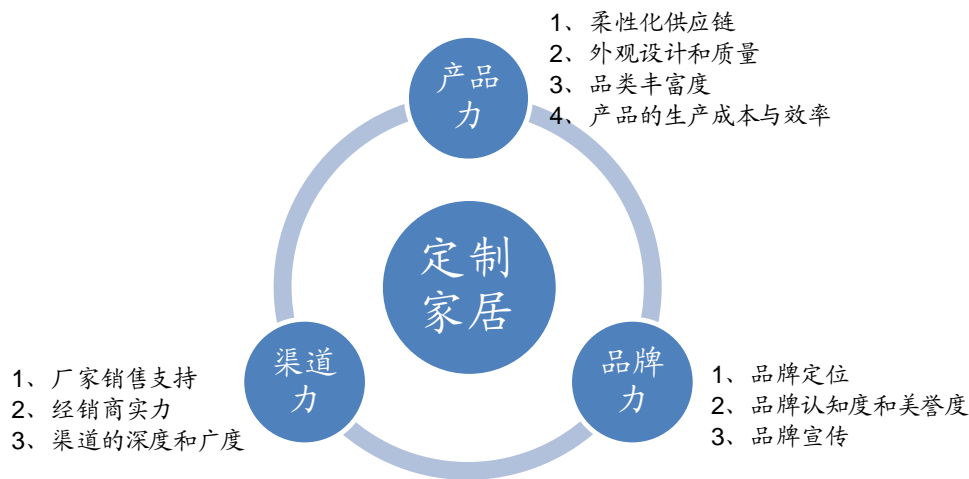 1、柔性化供应链
2、外观设计和质量
3、品类丰富度
4、产品的生产成本与效率
产品
力
定制
家居
渠道
力
1、厂家销售支持
2、经销商实力
3、渠道的深度和广度
品牌
力
1、品牌定位
2、品牌认知度和美誉度
3、品牌宣传